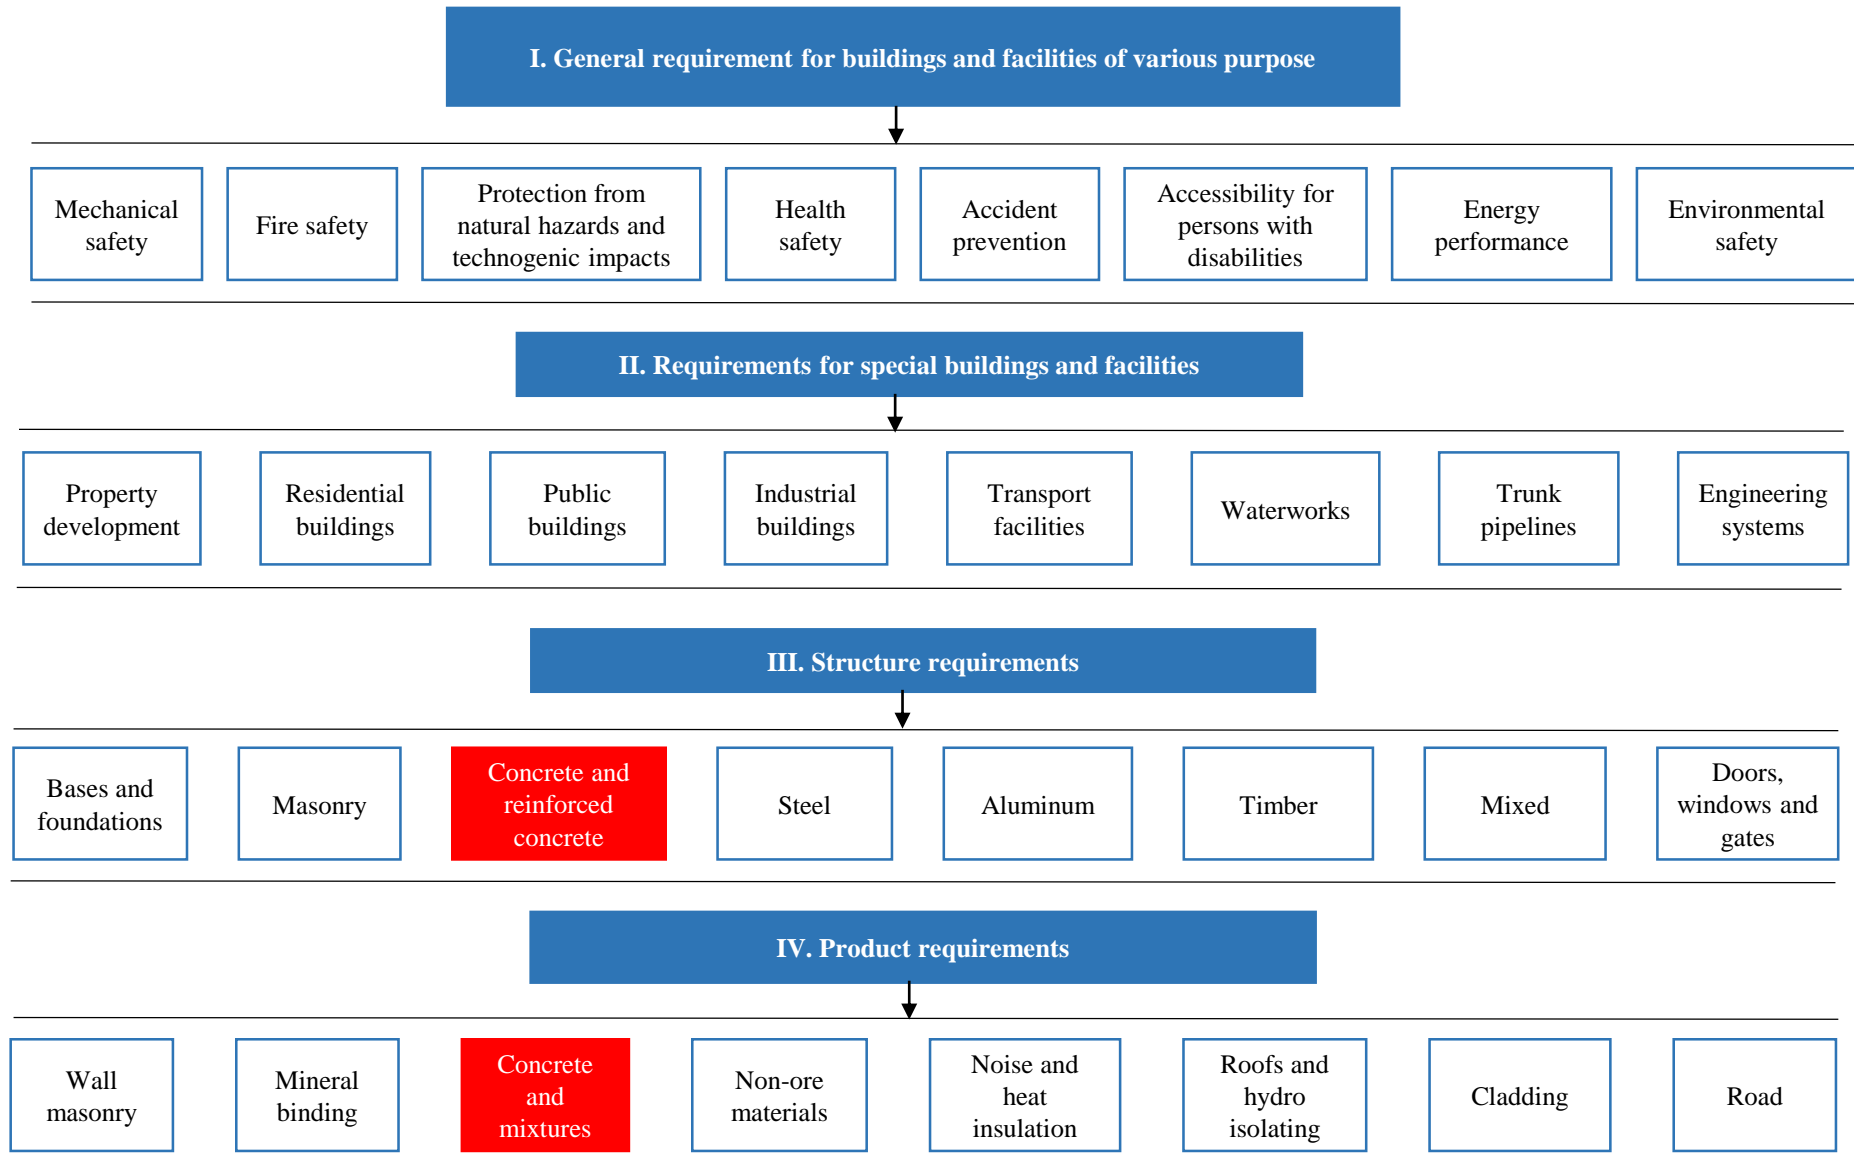 I. General requirement for buildings and facilities of various purpose
Mechanical
safety
Fire safety
Protection from
natural hazards and
technogenic impacts
Health
safety
Accident
prevention
Accessibility for
persons with
disabilities
Energy
performance
Environmental
safety
II. Requirements for special buildings and facilities
Property
development
Residential
buildings
Public
buildings
Industrial
buildings
Transport
facilities
Waterworks
Trunk
pipelines
Engineering
systems
III. Structure requirements
Bases and
foundations
Masonry
Concrete and
reinforced
concrete
Steel
Aluminum
Timber
Mixed
Doors,
windows and
gates
IV. Product requirements
Wall
masonry
Mineral
binding
Concrete
and
mixtures
Non-ore
materials
Noise and
heat
insulation
Roofs and
hydro
isolating
Cladding
Road